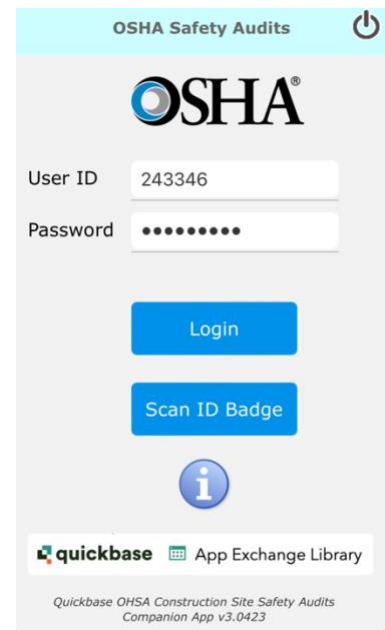 OSHA Safety Audits
OSHA®
User ID 243346
Password •••••••••
Login
Scan ID Badge
i
quickbase App Exchange Library
Quickbase OHSA Construction Site Safety Audits
Companion App v3.0423